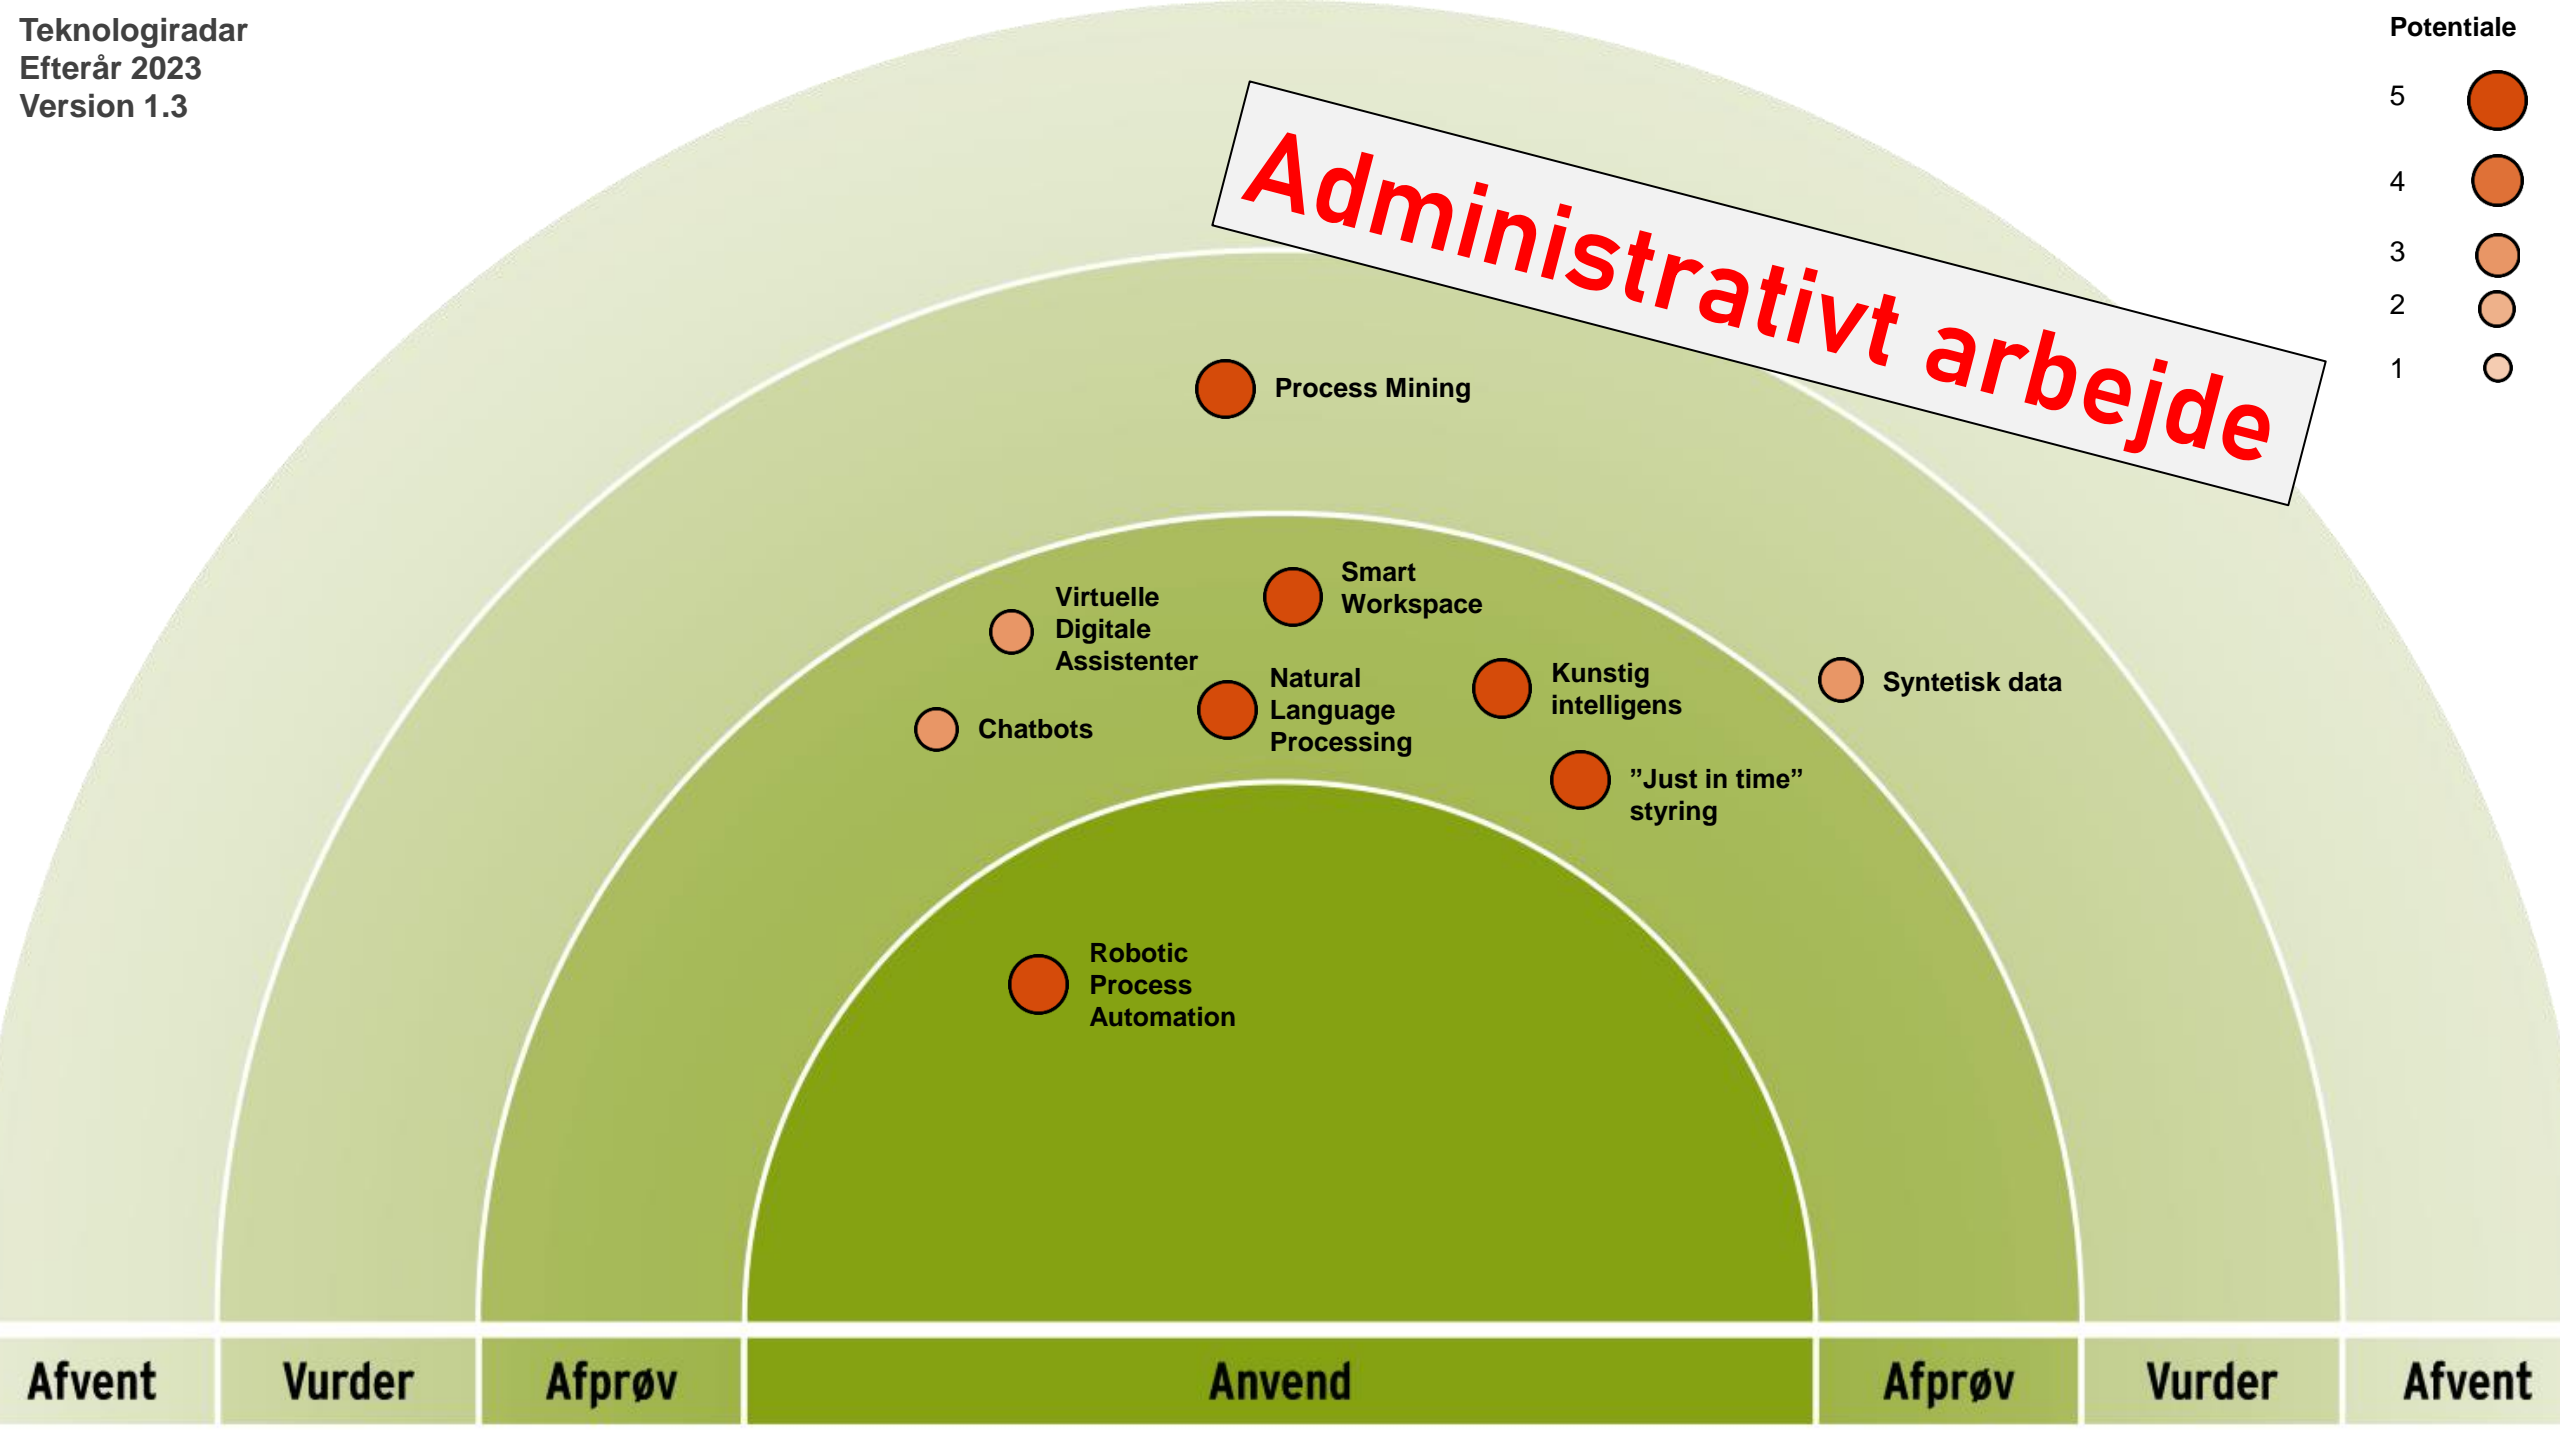 Teknologiradar
Efterår 2023
Version 1.3
Potentiale
5
4
3
2
1
Administrativt arbejde
Process Mining
Smart
Workspace
Virtuelle
Digitale
Assistenter
Natural
Language
Processing
Kunstig
intelligens
Syntetisk data
Chatbots
”Just in time”
styring
Robotic
Process
Automation
Afvent Vurder Afprøv Anvend Afprøv Vurder Afvent